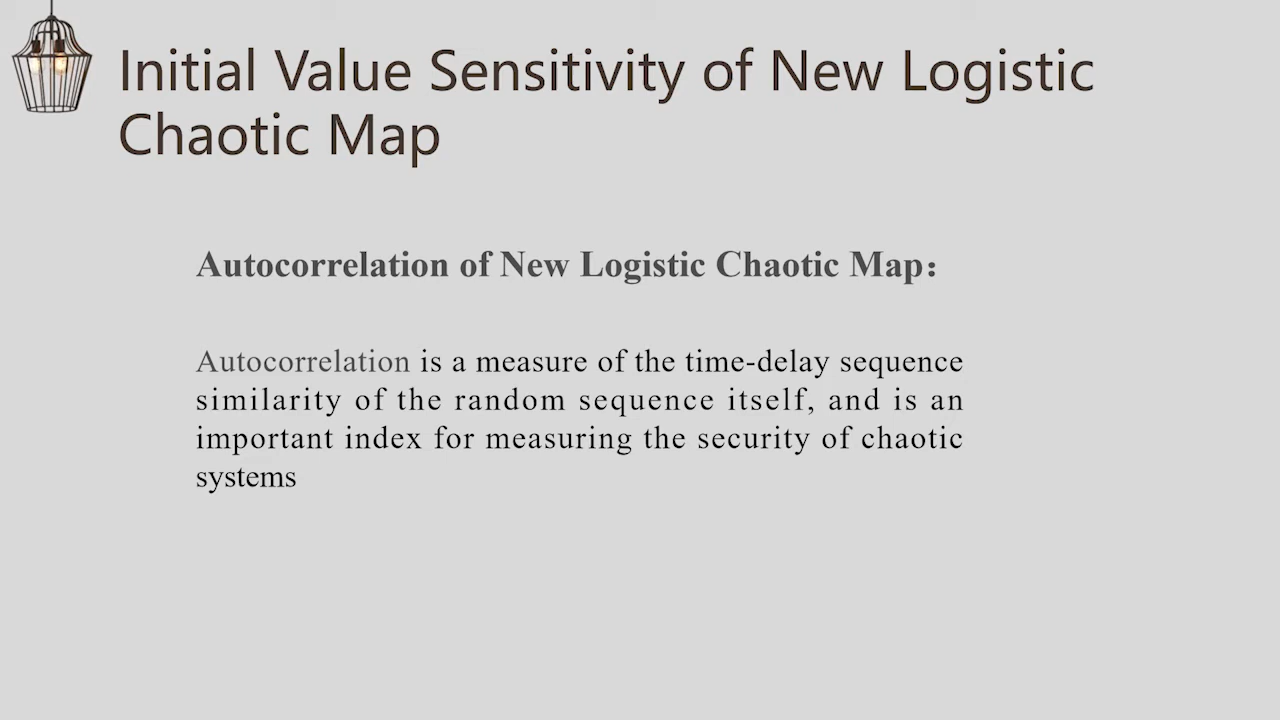 Initial Value Sensitivity of New Logistic
Chaotic Map
Autocorrelation of New Logistic Chaotic Map：
Autocorrelation is a measure of the time-delay sequence
similarity of the random sequence itself, and is an
important index for measuring the security of chaotic
systems